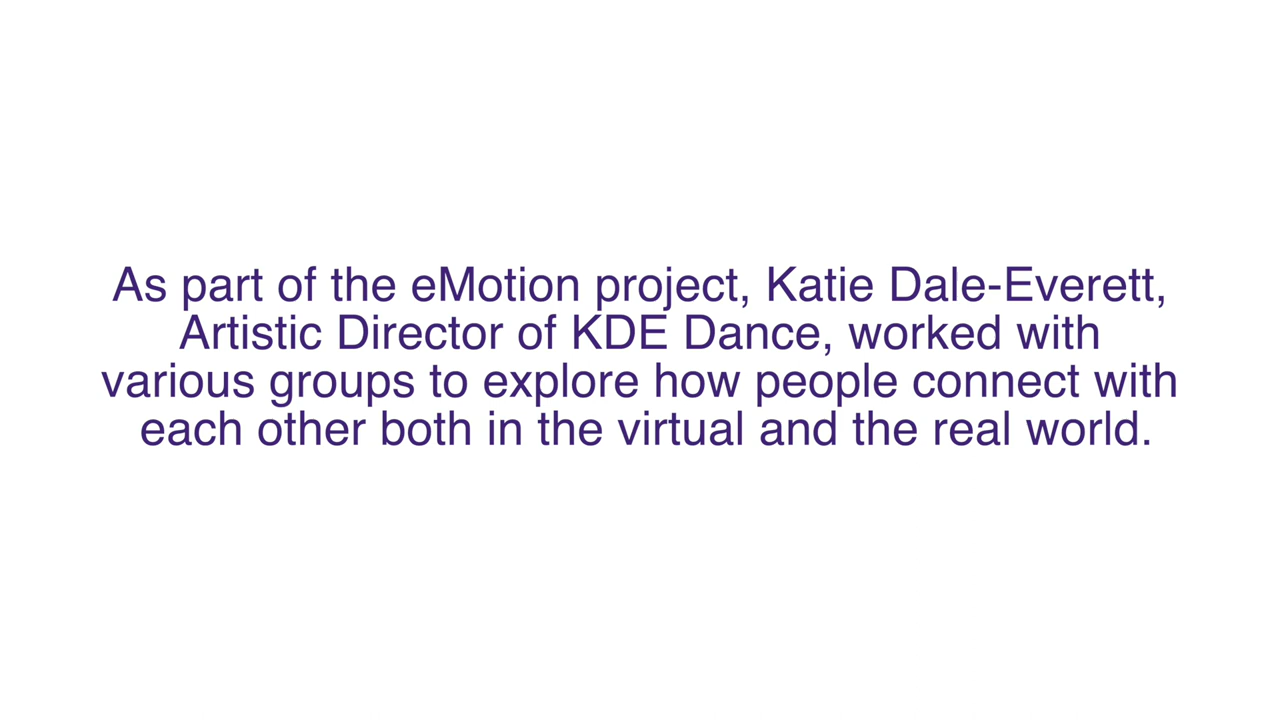 As part of the eMotion project, Katie Dale-Everett,
Artistic Director of KDE Dance, worked with
various groups to explore how people connect with
each other both in the virtual and the real world.